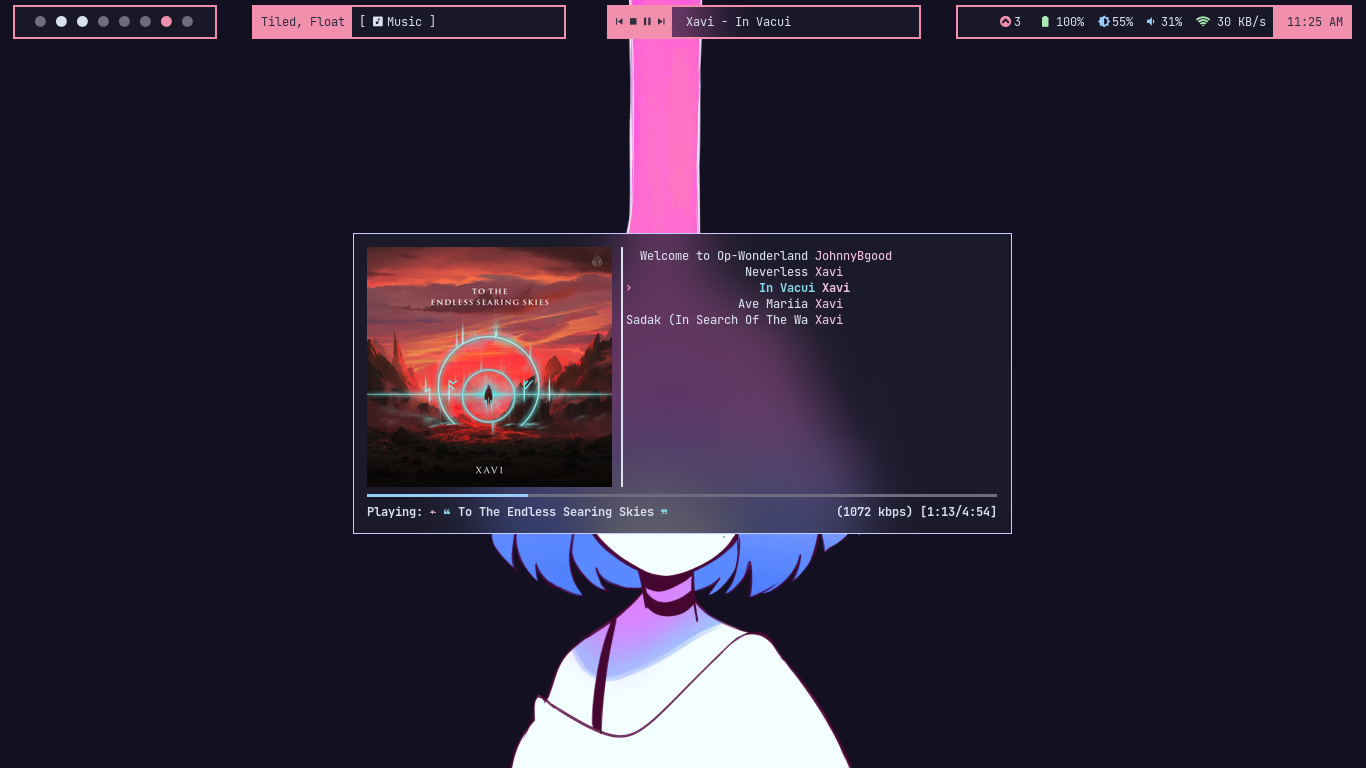 Tiled, Float [ Music ]
Xavi - In Vacui
3 100% 55% 31% 30 KB/s 11:25 AM
TO THE
ENDLESS SEARING SKIES
XAVI
Welcome to Op-Wonderland JohnnyBgood
Neverless Xavi
› In Vacui Xavi
Ave Mariia Xavi
Sadak (In Search Of The Wa Xavi
Playing: “ To The Endless Searing Skies ” (1072 kbps) [1:13/4:54]